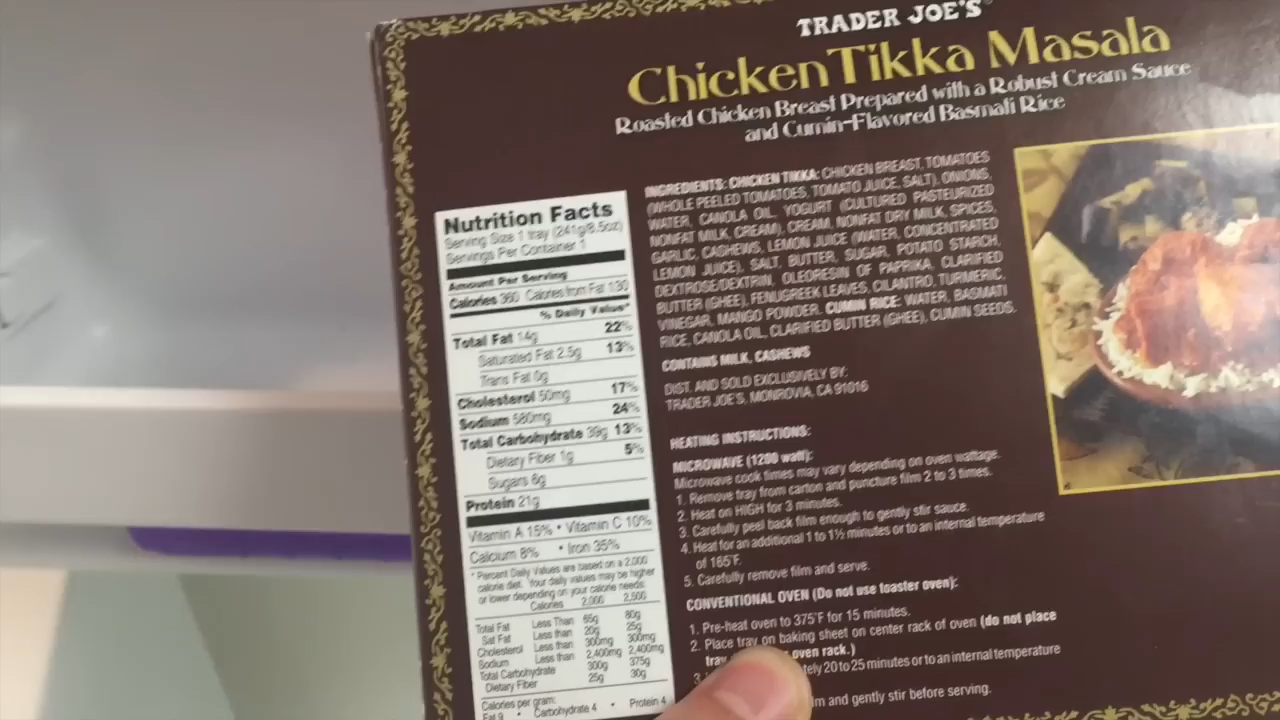 TRADER JOE'S
Chicken Tikka Masala
Roasted Chicken Breast Prepared with a Robust Cream Sauce
and Cumin-Flavored Basmati Rice
Nutrition Facts
Serving Size 1 tray (241g/8.5oz)
Servings Per Container 1
Amount Per Serving
Calories 360 Calories from Fat 130
% Daily Value*
Total Fat 14g 22%
Saturated Fat 2.5g 13%
Trans Fat 0g
Cholesterol 50mg 17%
Sodium 580mg 24%
Total Carbohydrate 39g 13%
Dietary Fiber 1g 5%
Sugars 8g
Protein 21g
Vitamin A 15% • Vitamin C 10%
Calcium 8% • Iron 35%
* Percent Daily Values are based on a 2,000
calorie diet. Your daily values may be higher
or lower depending on your calorie needs:
Calories 2,000 2,500
Total Fat Less Than 65g 80g
Sat Fat Less than 20g 25g
Cholesterol Less than 300mg 300mg
Sodium Less than 2,400mg 2,400mg
Total Carbohydrate 300g 375g
Dietary Fiber 25g 30g
Calories per gram:
Fat 9 • Carbohydrate 4 • Protein 4
INGREDIENTS: CHICKEN TIKKA: CHICKEN BREAST, TOMATOES
(WHOLE PEELED TOMATOES, TOMATO JUICE, SALT), ONIONS,
WATER, CANOLA OIL, YOGURT (CULTURED PASTEURIZED
NONFAT MILK, CREAM), CREAM, NONFAT DRY MILK, SPICES,
GARLIC, CASHEWS, LEMON JUICE (WATER, CONCENTRATED
LEMON JUICE), SALT, BUTTER, SUGAR, POTATO STARCH,
DEXTROSE/DEXTRIN, OLEORESIN OF PAPRIKA, CLARIFIED
BUTTER (GHEE), FENUGREEK LEAVES, CILANTRO, TURMERIC,
VINEGAR, MANGO POWDER. CUMIN RICE: WATER, BASMATI
RICE, CANOLA OIL, CLARIFIED BUTTER (GHEE), CUMIN SEEDS.
CONTAINS MILK, CASHEWS
DIST. AND SOLD EXCLUSIVELY BY:
TRADER JOE'S, MONROVIA, CA 91016
HEATING INSTRUCTIONS:
MICROWAVE (1200 watt):
Microwave cook times may vary depending on oven wattage.
1. Remove tray from carton and puncture film 2 to 3 times.
2. Heat on HIGH for 3 minutes.
3. Carefully peel back film enough to gently stir sauce.
4. Heat for an additional 1 to 1½ minutes or to an internal temperature
of 165°F.
5. Carefully remove film and serve.
CONVENTIONAL OVEN (Do not use toaster oven):
1. Pre-heat oven to 375°F for 15 minutes.
2. Place tray on baking sheet on center rack of oven (do not place
tray oven rack.)
3. 20 to 25 minutes or to an internal temperature
and gently stir before serving.